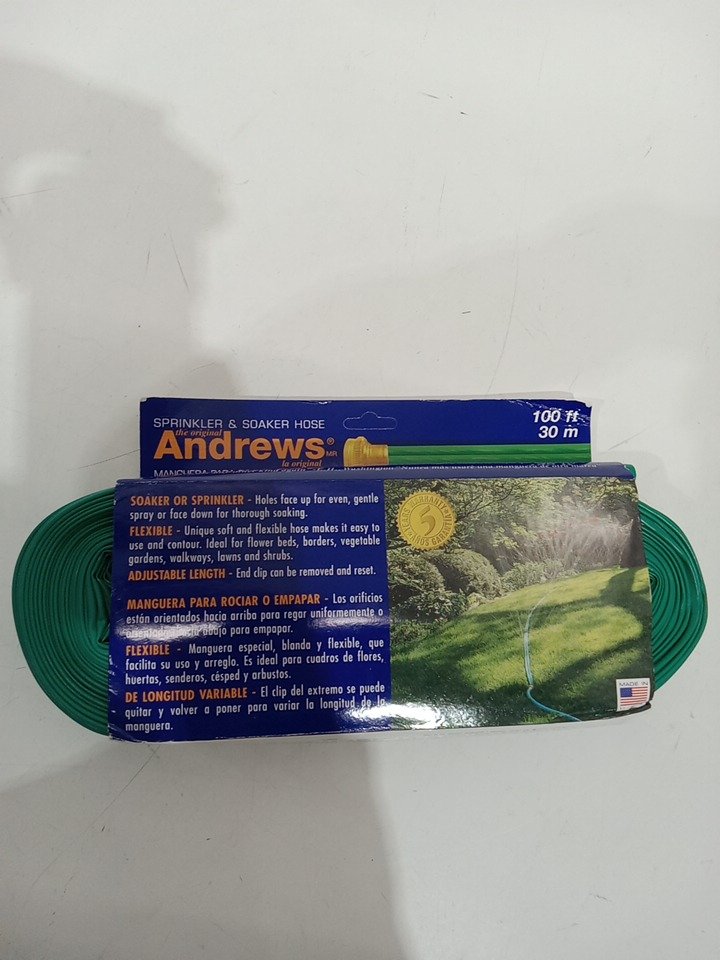 SPRINKLER & SOAKER HOSE
100 ft
30 m
the original
Andrews®
MR
la original
MANGUERA PARA
SOAKER OR SPRINKLER - Holes face up for even, gentle
spray or face down for thorough soaking.
FLEXIBLE - Unique soft and flexible hose makes it easy to
use and contour. Ideal for flower beds, borders, vegetable
gardens, walkways, lawns and shrubs.
ADJUSTABLE LENGTH - End clip can be removed and reset.
MANGUERA PARA ROCIAR O EMPAPAR - Los orificios
están orientados hacia arriba para regar uniformemente o
abajo para empapar.
FLEXIBLE - Manguera especial, blanda y flexible, que
facilita su uso y arreglo. Es ideal para cuadros de flores,
huertas, senderos, césped y arbustos.
DE LONGITUD VARIABLE - El clip del extremo se puede
quitar y volver a poner para variar la longitud de la
manguera.
5
MADE IN